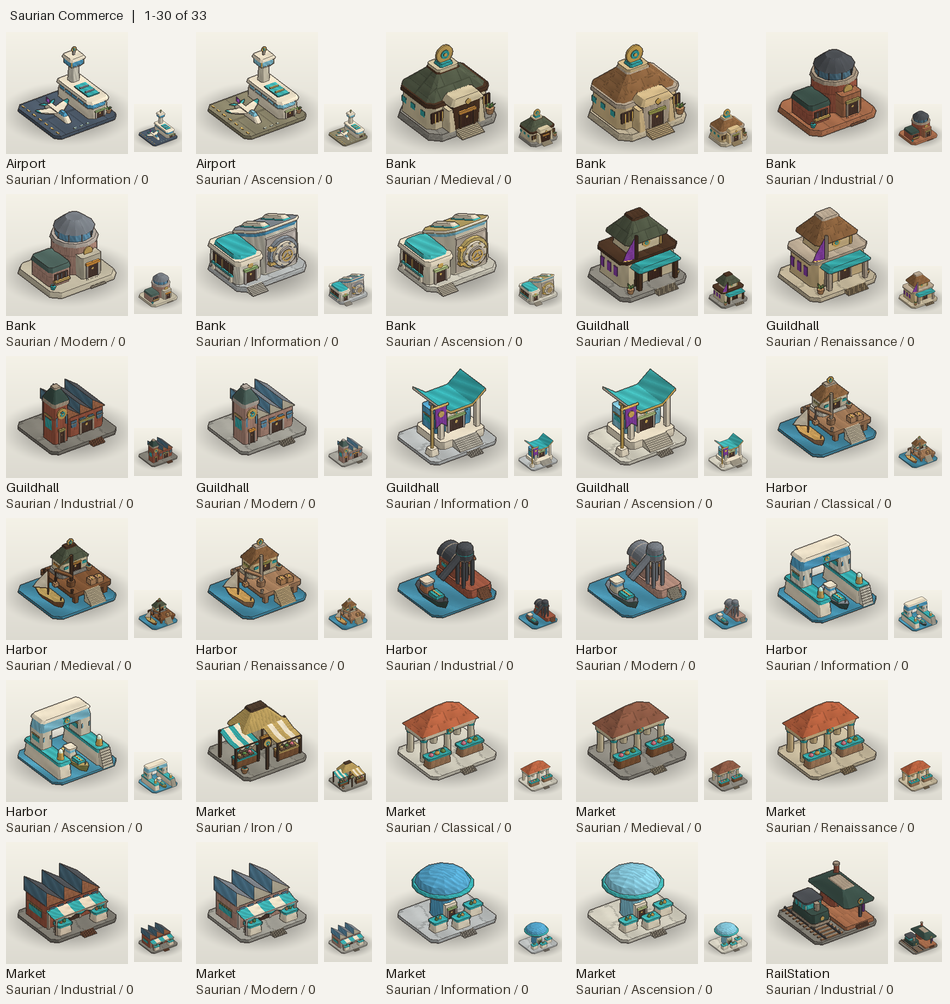 Saurian Commerce | 1-30 of 33
Airport
Saurian / Information / 0
Airport
Saurian / Ascension / 0
Bank
Saurian / Medieval / 0
Bank
Saurian / Renaissance / 0
Bank
Saurian / Industrial / 0
Bank
Saurian / Modern / 0
Bank
Saurian / Information / 0
Bank
Saurian / Ascension / 0
Guildhall
Saurian / Medieval / 0
Guildhall
Saurian / Renaissance / 0
Guildhall
Saurian / Industrial / 0
Guildhall
Saurian / Modern / 0
Guildhall
Saurian / Information / 0
Guildhall
Saurian / Ascension / 0
Harbor
Saurian / Classical / 0
Harbor
Saurian / Medieval / 0
Harbor
Saurian / Renaissance / 0
Harbor
Saurian / Industrial / 0
Harbor
Saurian / Modern / 0
Harbor
Saurian / Information / 0
Harbor
Saurian / Ascension / 0
Market
Saurian / Iron / 0
Market
Saurian / Classical / 0
Market
Saurian / Medieval / 0
Market
Saurian / Renaissance / 0
Market
Saurian / Industrial / 0
Market
Saurian / Modern / 0
Market
Saurian / Information / 0
Market
Saurian / Ascension / 0
RailStation
Saurian / Industrial / 0